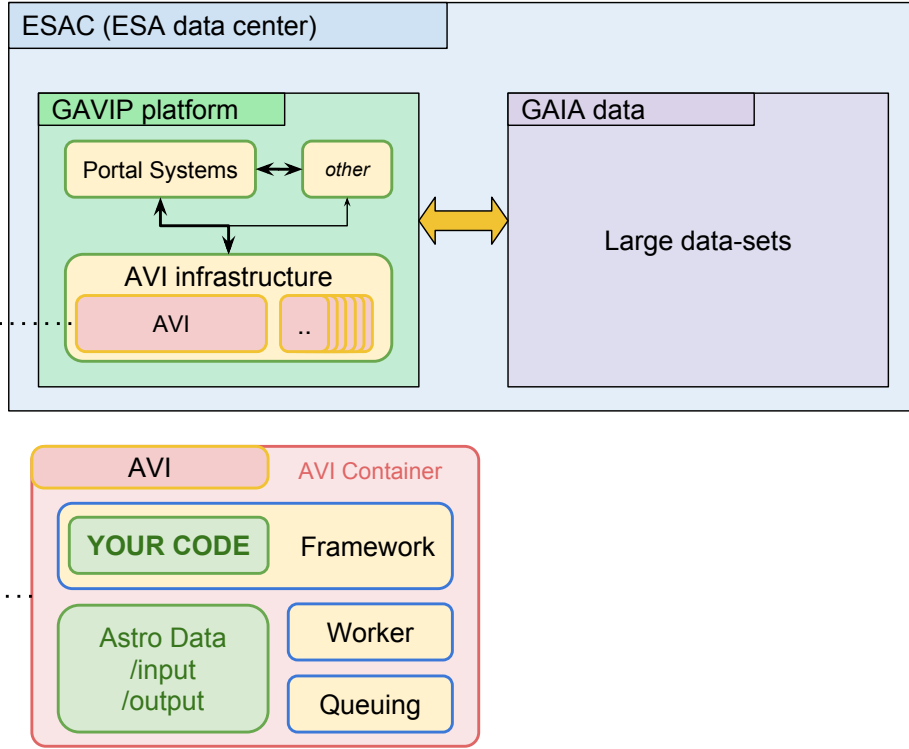 ESAC (ESA data center)
GAVIP platform
GAIA data
Portal Systems
other
Large data-sets
AVI infrastructure
AVI
..
AVI
AVI Container
YOUR CODE
Framework
Astro Data
/input
/output
Worker
Queuing